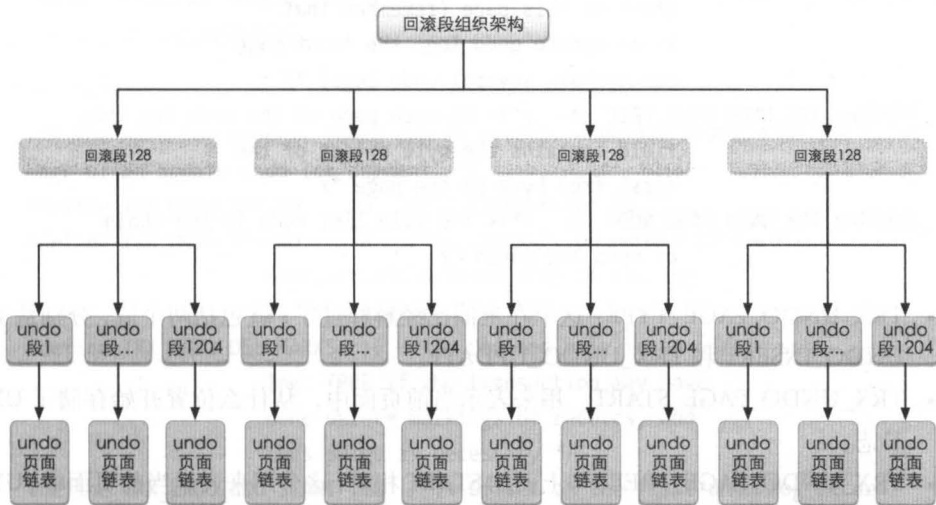 回滚段组织架构
回滚段128
回滚段128
回滚段128
回滚段128
undo
段1
undo
段...
undo
段1204
undo
段1
undo
段...
undo
段1204
undo
段1
undo
段...
undo
段1204
undo
段1
undo
段...
undo
段1204
undo
页面
链表
undo
页面
链表
undo
页面
链表
undo
页面
链表
undo
页面
链表
undo
页面
链表
undo
页面
链表
undo
页面
链表
undo
页面
链表
undo
页面
链表
undo
页面
链表
undo
页面
链表